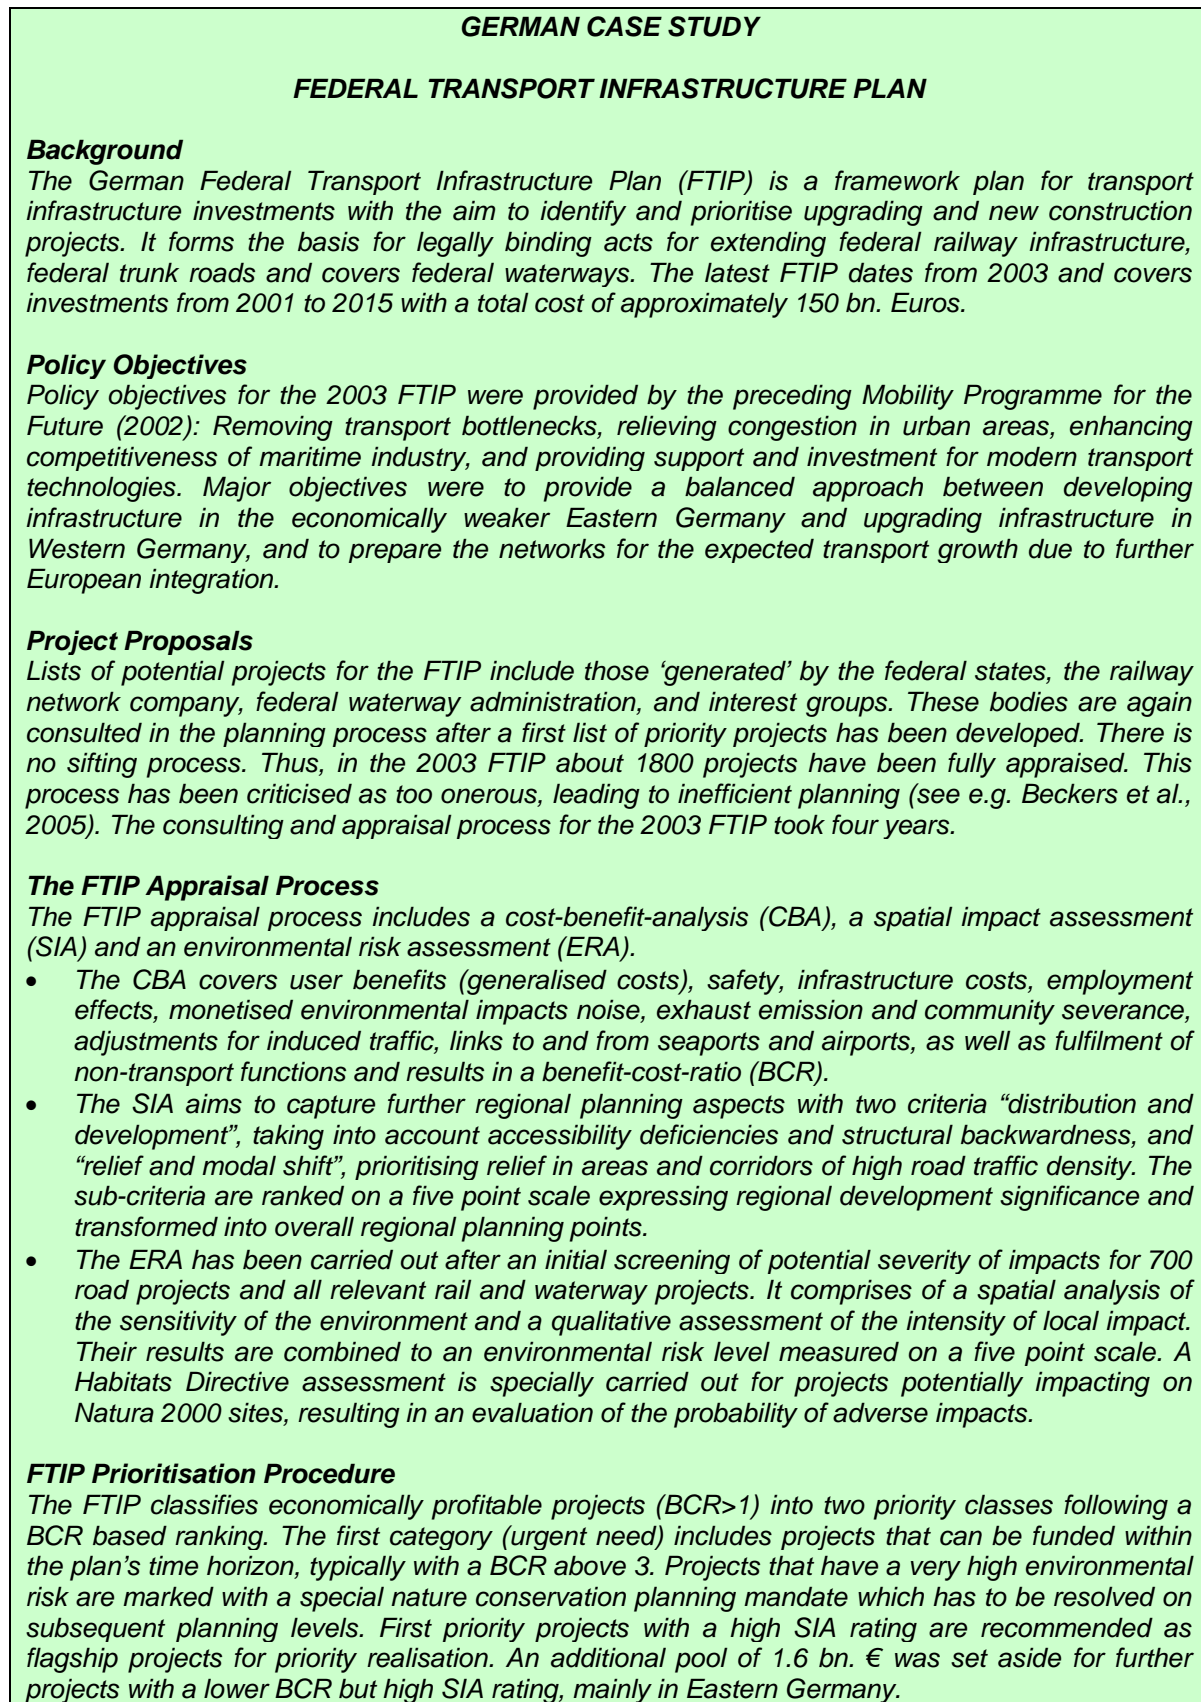 GERMAN CASE STUDY
FEDERAL TRANSPORT INFRASTRUCTURE PLAN
Background
The German Federal Transport Infrastructure Plan (FTIP) is a framework plan for transport
infrastructure investments with the aim to identify and prioritise upgrading and new construction
projects. It forms the basis for legally binding acts for extending federal railway infrastructure,
federal trunk roads and covers federal waterways. The latest FTIP dates from 2003 and covers
investments from 2001 to 2015 with a total cost of approximately 150 bn. Euros.
Policy Objectives
Policy objectives for the 2003 FTIP were provided by the preceding Mobility Programme for the
Future (2002): Removing transport bottlenecks, relieving congestion in urban areas, enhancing
competitiveness of maritime industry, and providing support and investment for modern transport
technologies. Major objectives were to provide a balanced approach between developing
infrastructure in the economically weaker Eastern Germany and upgrading infrastructure in
Western Germany, and to prepare the networks for the expected transport growth due to further
European integration.
Project Proposals
Lists of potential projects for the FTIP include those ‘generated’ by the federal states, the railway
network company, federal waterway administration, and interest groups. These bodies are again
consulted in the planning process after a first list of priority projects has been developed. There is
no sifting process. Thus, in the 2003 FTIP about 1800 projects have been fully appraised. This
process has been criticised as too onerous, leading to inefficient planning (see e.g. Beckers et al.,
2005). The consulting and appraisal process for the 2003 FTIP took four years.
The FTIP Appraisal Process
The FTIP appraisal process includes a cost-benefit-analysis (CBA), a spatial impact assessment
(SIA) and an environmental risk assessment (ERA).
• The CBA covers user benefits (generalised costs), safety, infrastructure costs, employment
effects, monetised environmental impacts noise, exhaust emission and community severance,
adjustments for induced traffic, links to and from seaports and airports, as well as fulfilment of
non-transport functions and results in a benefit-cost-ratio (BCR).
• The SIA aims to capture further regional planning aspects with two criteria “distribution and
development”, taking into account accessibility deficiencies and structural backwardness, and
“relief and modal shift”, prioritising relief in areas and corridors of high road traffic density. The
sub-criteria are ranked on a five point scale expressing regional development significance and
transformed into overall regional planning points.
• The ERA has been carried out after an initial screening of potential severity of impacts for 700
road projects and all relevant rail and waterway projects. It comprises of a spatial analysis of
the sensitivity of the environment and a qualitative assessment of the intensity of local impact.
Their results are combined to an environmental risk level measured on a five point scale. A
Habitats Directive assessment is specially carried out for projects potentially impacting on
Natura 2000 sites, resulting in an evaluation of the probability of adverse impacts.
FTIP Prioritisation Procedure
The FTIP classifies economically profitable projects (BCR>1) into two priority classes following a
BCR based ranking. The first category (urgent need) includes projects that can be funded within
the plan’s time horizon, typically with a BCR above 3. Projects that have a very high environmental
risk are marked with a special nature conservation planning mandate which has to be resolved on
subsequent planning levels. First priority projects with a high SIA rating are recommended as
flagship projects for priority realisation. An additional pool of 1.6 bn. € was set aside for further
projects with a lower BCR but high SIA rating, mainly in Eastern Germany.